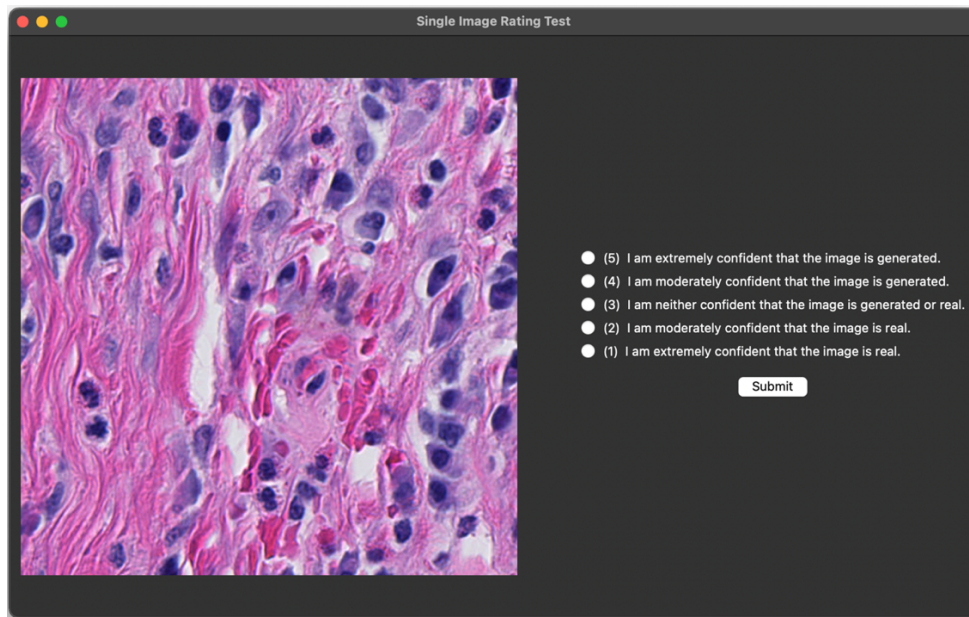 Single Image Rating Test
(5) I am extremely confident that the image is generated.
(4) I am moderately confident that the image is generated.
(3) I am neither confident that the image is generated or real.
(2) I am moderately confident that the image is real.
(1) I am extremely confident that the image is real.
Submit